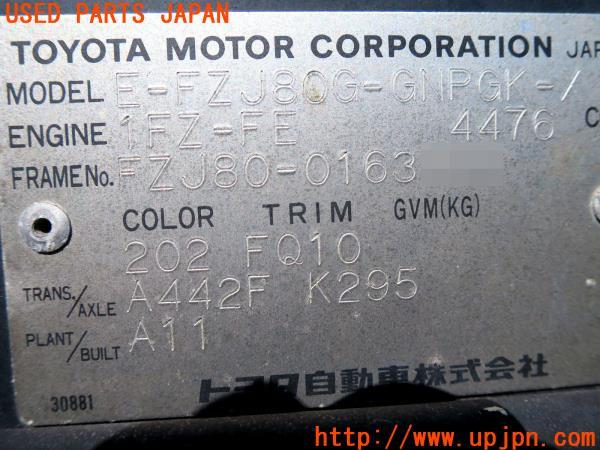 USED PARTS JAPAN
TOYOTA MOTOR CORPORATION JAP
MODEL E-FZJ80G-GNPGK-/
ENGINE 1FZ-FE 4476 C
FRAME No. FZJ80-0163
COLOR TRIM GVM(KG)
202 FQ10
TRANS./AXLE A442F K295
PLANT/BUILT A11
トヨタ自動車株式会社
30881
http://www.upjpn.com